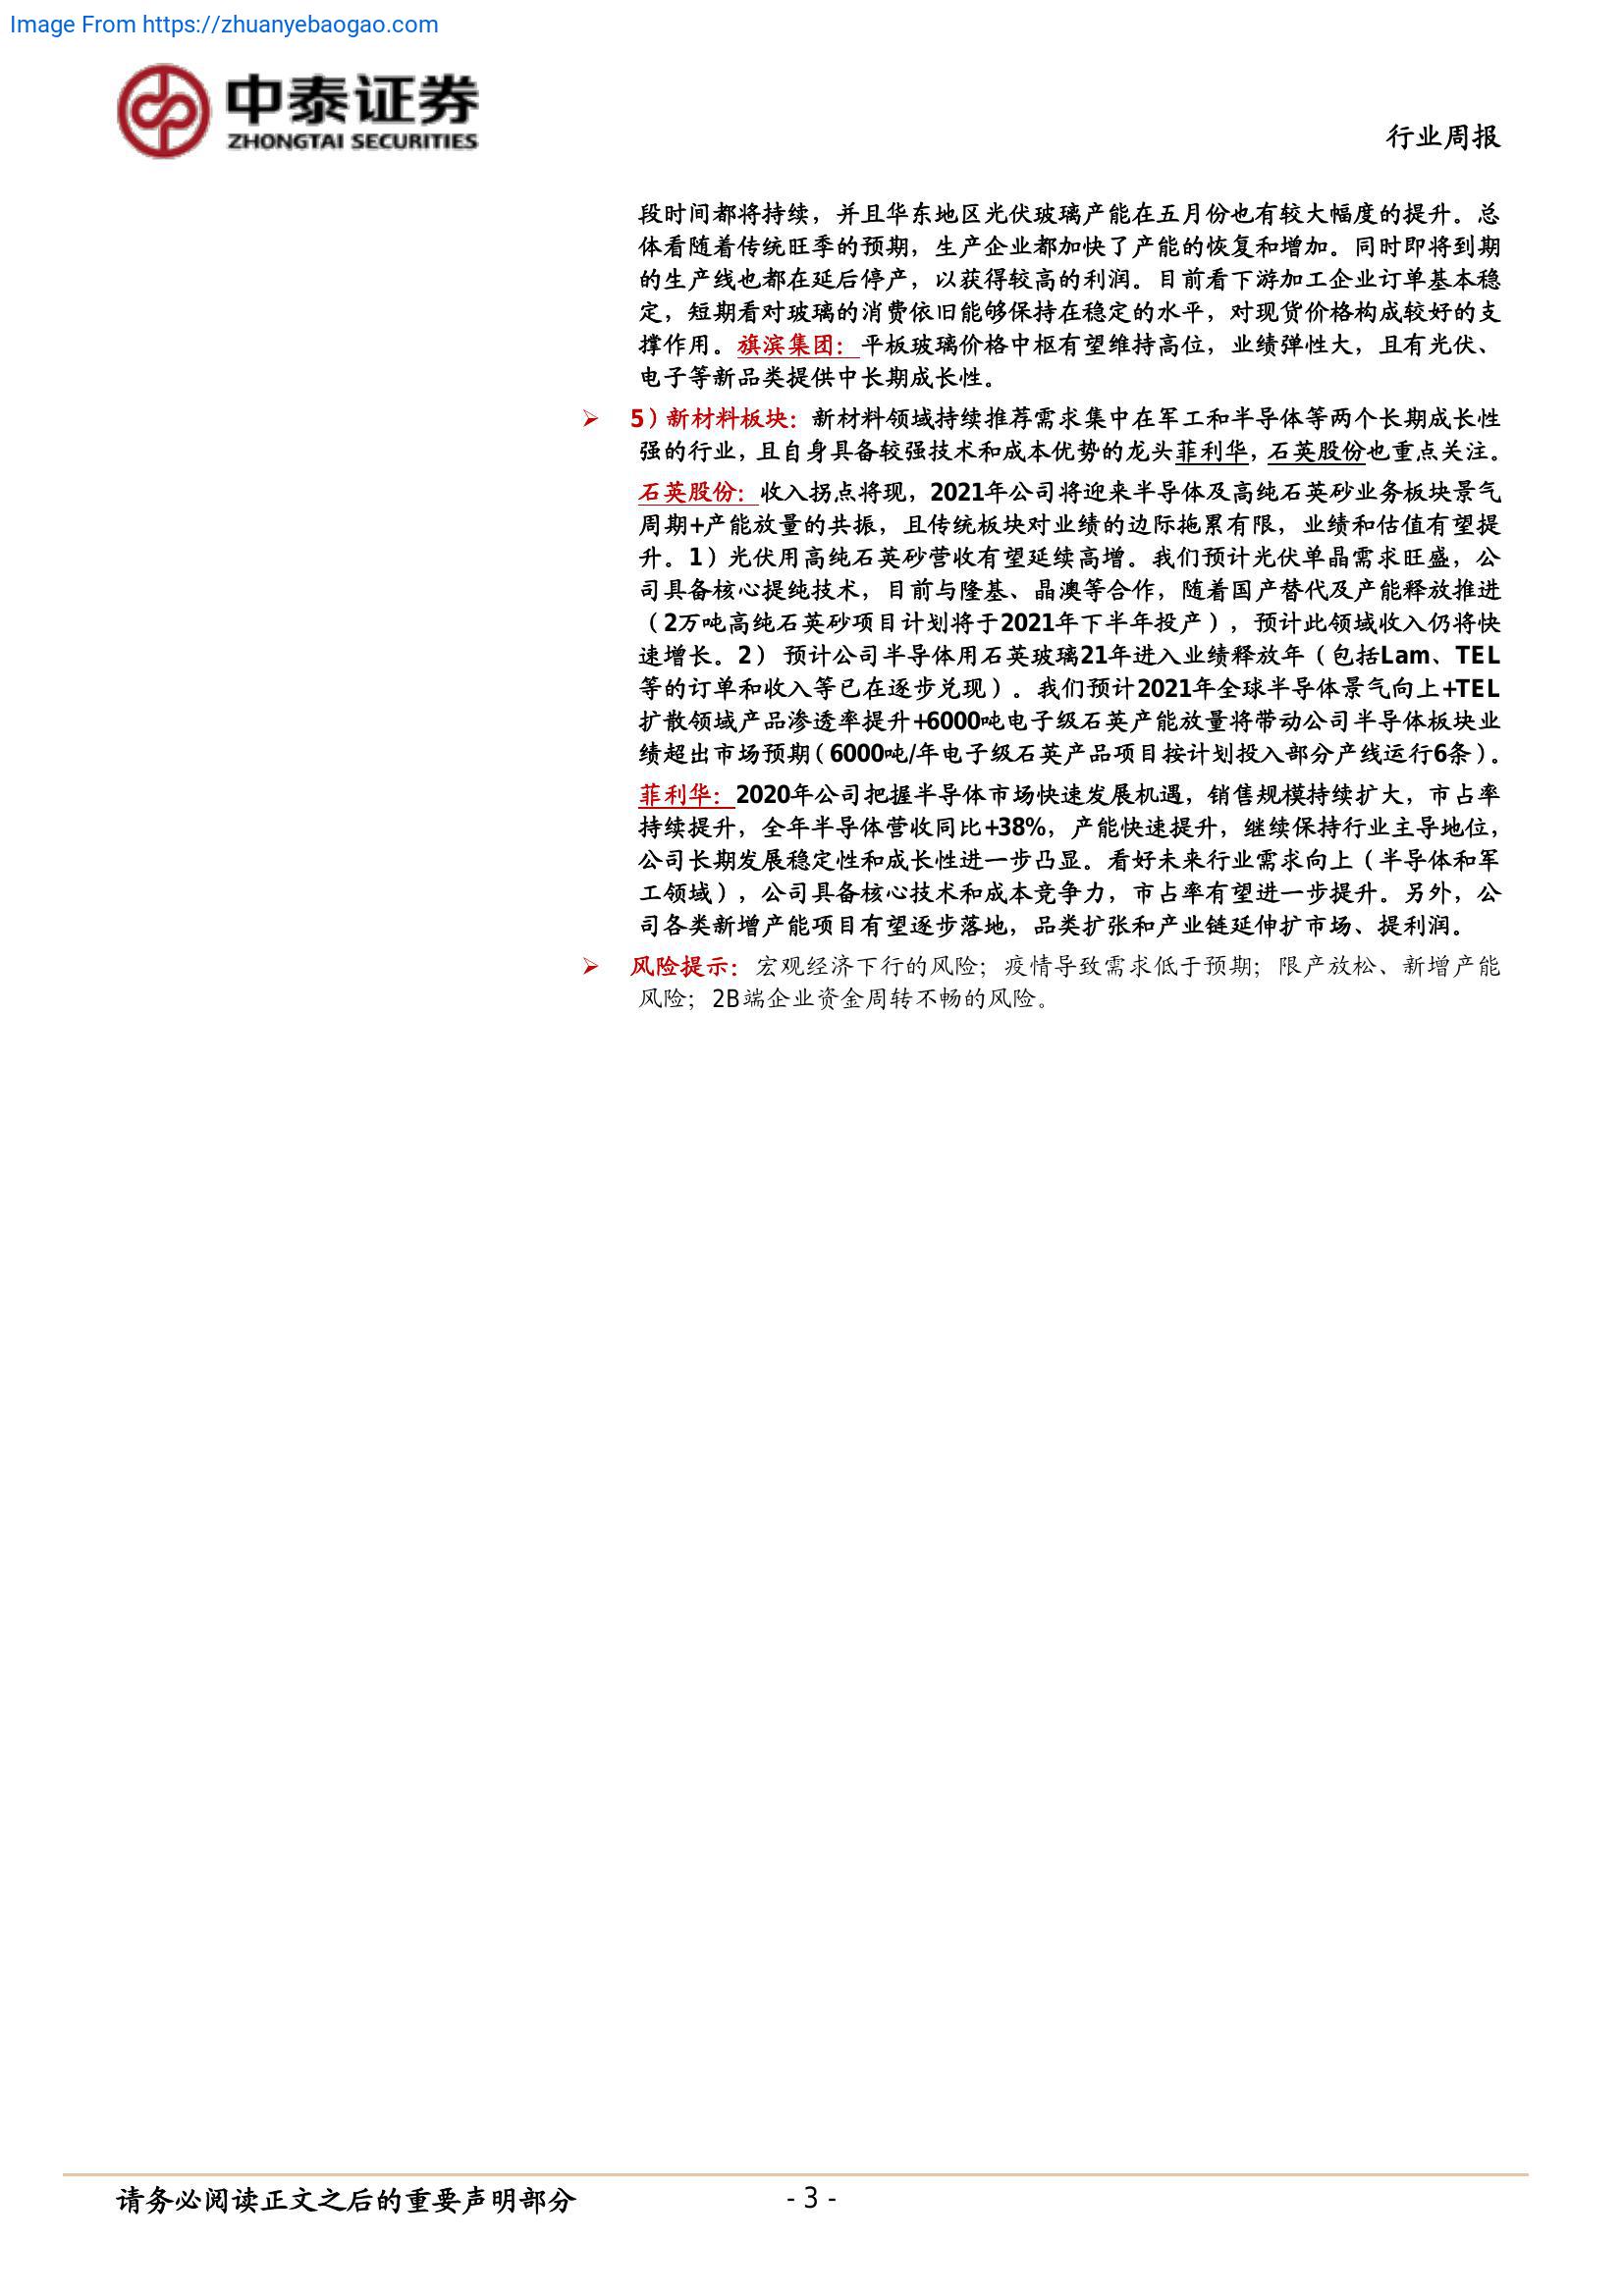 Image From https://zhuanyebaogao.com
中泰证券
ZHONGTAI SECURITIES
行业周报
段时间都将持续，并且华东地区光伏玻璃产能在五月份也有较大幅度的提升。总
体看随着传统旺季的预期，生产企业都加快了产能的恢复和增加。同时即将到期
的生产线也都在延后停产，以获得较高的利润。目前看下游加工企业订单基本稳
定，短期看对玻璃的消费依旧能够保持在稳定的水平，对现货价格构成较好的支
撑作用。旗滨集团：平板玻璃价格中枢有望维持高位，业绩弹性大，且有光伏、
电子等新品类提供中长期成长性。
➢ 5）新材料板块：新材料领域持续推荐需求集中在军工和半导体等两个长期成长性
强的行业，且自身具备较强技术和成本优势的龙头菲利华，石英股份也重点关注。
石英股份：收入拐点将现，2021年公司将迎来半导体及高纯石英砂业务板块景气
周期+产能放量的共振，且传统板块对业绩的边际拖累有限，业绩和估值有望提
升。1）光伏用高纯石英砂营收有望延续高增。我们预计光伏单晶需求旺盛，公
司具备核心提纯技术，目前与隆基、晶澳等合作，随着国产替代及产能释放推进
（2万吨高纯石英砂项目计划将于2021年下半年投产），预计此领域收入仍将快
速增长。2） 预计公司半导体用石英玻璃21年进入业绩释放年（包括Lam、TEL
等的订单和收入等已在逐步兑现）。我们预计2021年全球半导体景气向上+TEL
扩散领域产品渗透率提升+6000吨电子级石英产能放量将带动公司半导体板块业
绩超出市场预期（6000吨/年电子级石英产品项目按计划投入部分产线运行6条）。
菲利华：2020年公司把握半导体市场快速发展机遇，销售规模持续扩大，市占率
持续提升，全年半导体营收同比+38%，产能快速提升，继续保持行业主导地位，
公司长期发展稳定性和成长性进一步凸显。看好未来行业需求向上（半导体和军
工领域），公司具备核心技术和成本竞争力，市占率有望进一步提升。另外，公
司各类新增产能项目有望逐步落地，品类扩张和产业链延伸扩市场、提利润。
➢ 风险提示：宏观经济下行的风险；疫情导致需求低于预期；限产放松、新增产能
风险；2B端企业资金周转不畅的风险。
请务必阅读正文之后的重要声明部分
- 3 -